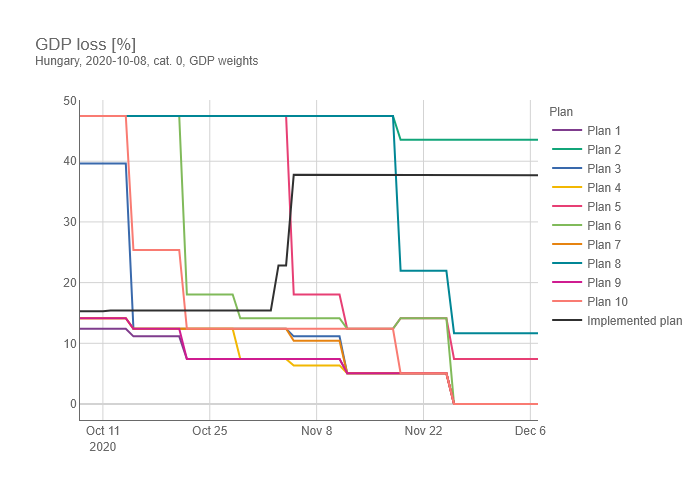 GDP loss [%]
Hungary, 2020-10-08, cat. 0, GDP weights
50
40
30
20
10
0
Oct 11
2020
Oct 25
Nov 8
Nov 22
Dec 6
Plan
Plan 1
Plan 2
Plan 3
Plan 4
Plan 5
Plan 6
Plan 7
Plan 8
Plan 9
Plan 10
Implemented plan